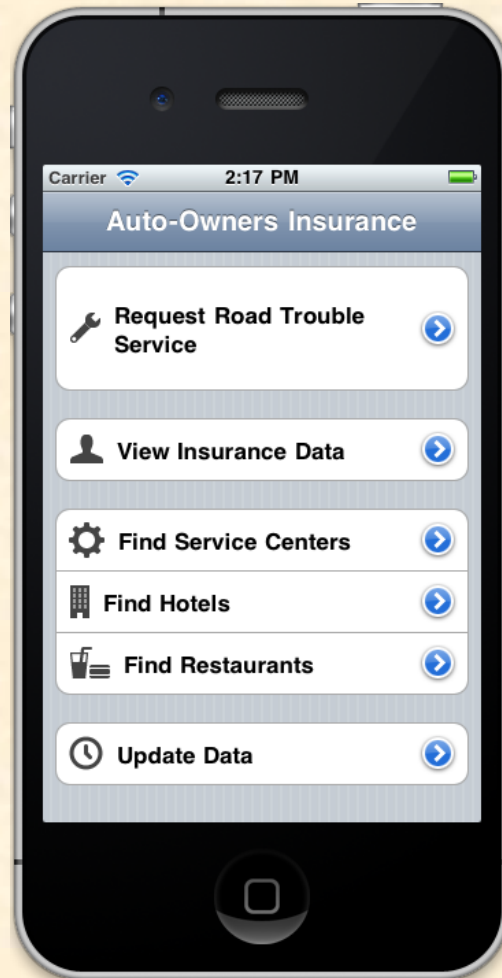 Carrier 2:17 PM
Auto-Owners Insurance
Request Road Trouble
Service
View Insurance Data
Find Service Centers
Find Hotels
Find Restaurants
Update Data